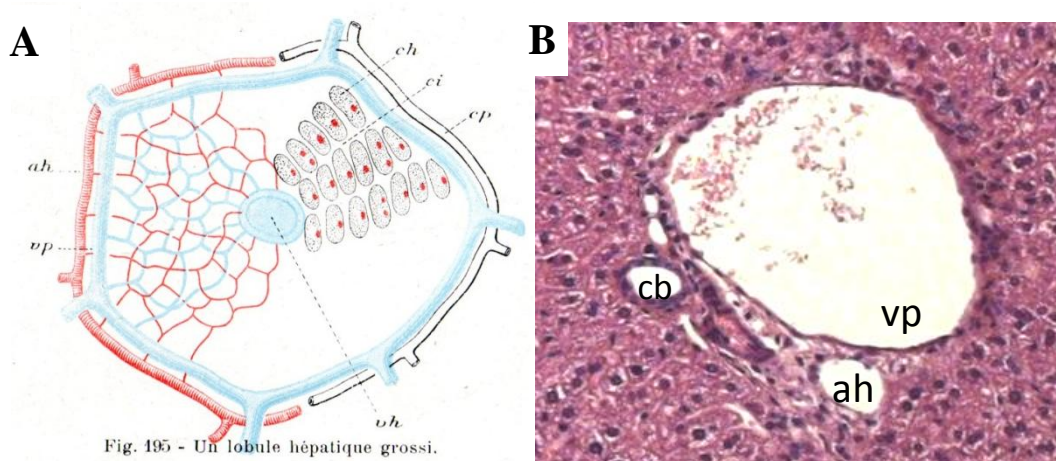 A
B
ch
ci
cp
ah
vp
vh
Fig. 195 - Un lobule hépatique grossi.
cb
vp
ah